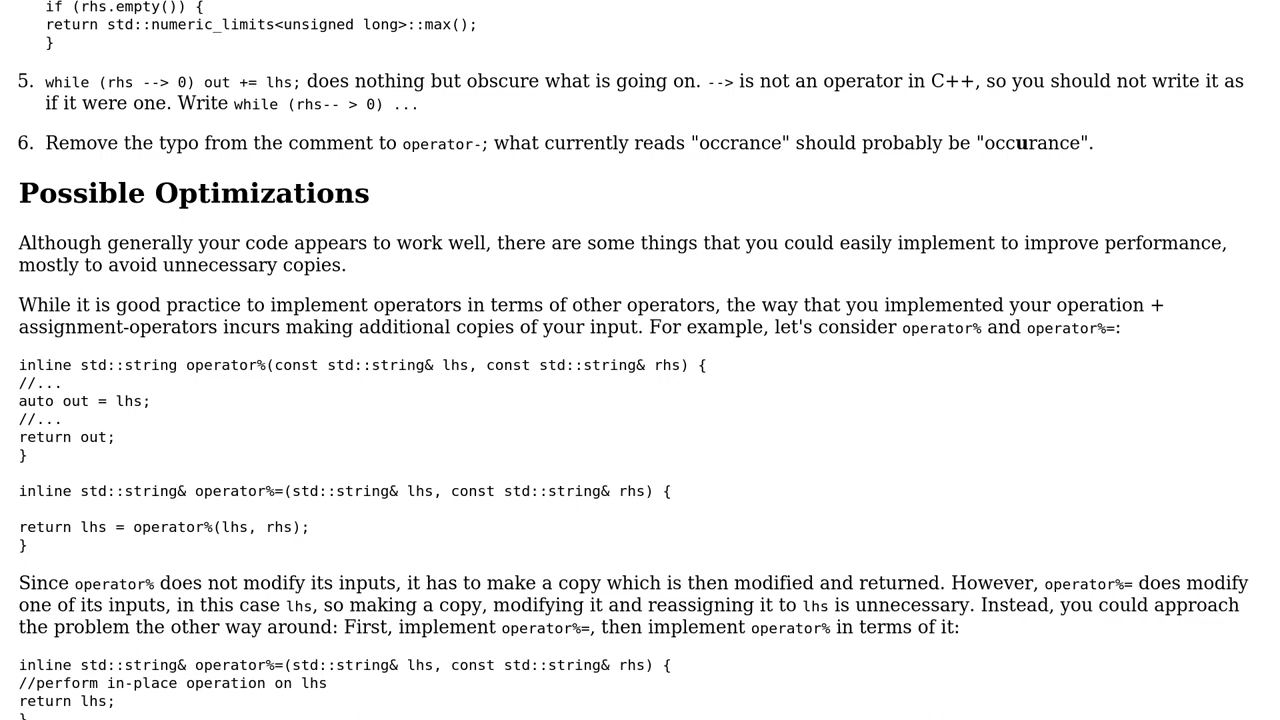 if (rhs.empty()) {
return std::numeric_limits<unsigned long>::max();
}
5. while (rhs --> 0) out += lhs; does nothing but obscure what is going on. --> is not an operator in C++, so you should not write it as
if it were one. Write while (rhs-- > 0) ...
6. Remove the typo from the comment to operator-; what currently reads "occrance" should probably be "occurance".
Possible Optimizations
Although generally your code appears to work well, there are some things that you could easily implement to improve performance,
mostly to avoid unnecessary copies.
While it is good practice to implement operators in terms of other operators, the way that you implemented your operation +
assignment-operators incurs making additional copies of your input. For example, let's consider operator% and operator%=:
inline std::string operator%(const std::string& lhs, const std::string& rhs) {
//...
auto out = lhs;
//...
return out;
}
inline std::string& operator%=(std::string& lhs, const std::string& rhs) {
return lhs = operator%(lhs, rhs);
}
Since operator% does not modify its inputs, it has to make a copy which is then modified and returned. However, operator%= does modify
one of its inputs, in this case lhs, so making a copy, modifying it and reassigning it to lhs is unnecessary. Instead, you could approach
the problem the other way around: First, implement operator%=, then implement operator% in terms of it:
inline std::string& operator%=(std::string& lhs, const std::string& rhs) {
//perform in-place operation on lhs
return lhs;
}